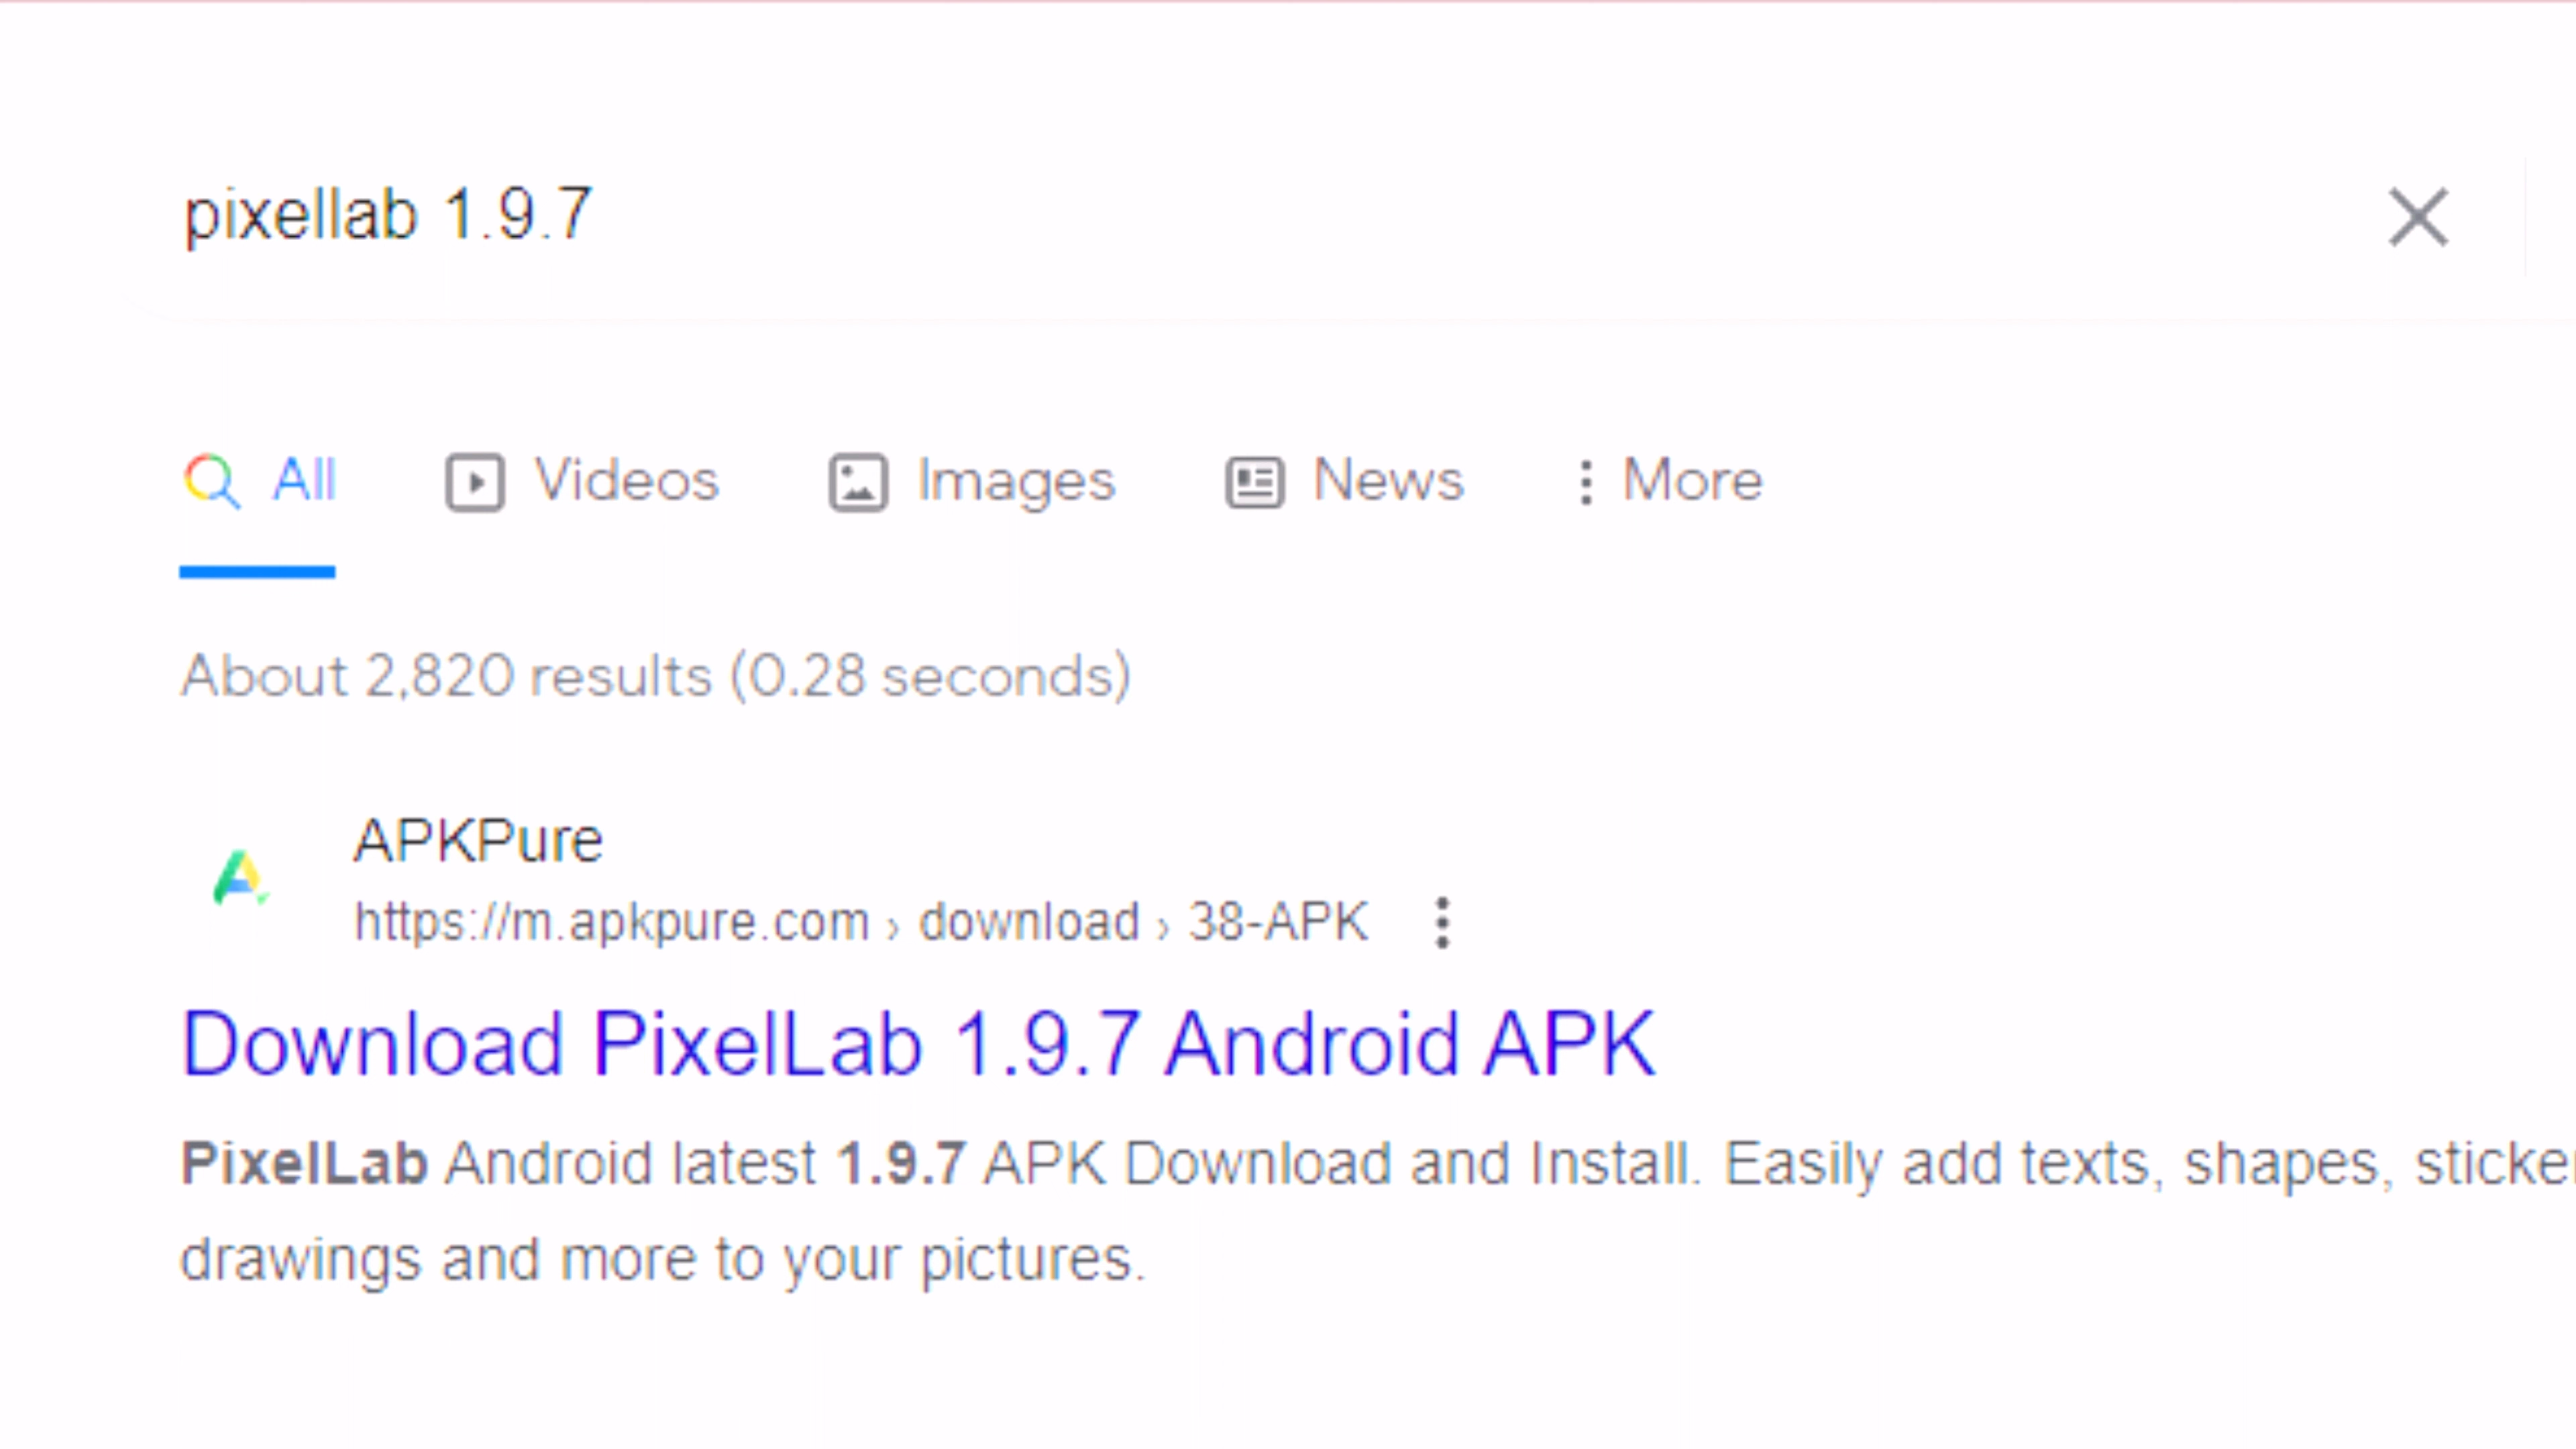 pixellab 1.9.7
All Videos Images News More
About 2,820 results (0.28 seconds)
APKPure
https://m.apkpure.com › download › 38-APK
Download PixelLab 1.9.7 Android APK
PixelLab Android latest 1.9.7 APK Download and Install. Easily add texts, shapes,
drawings and more to your pictures.